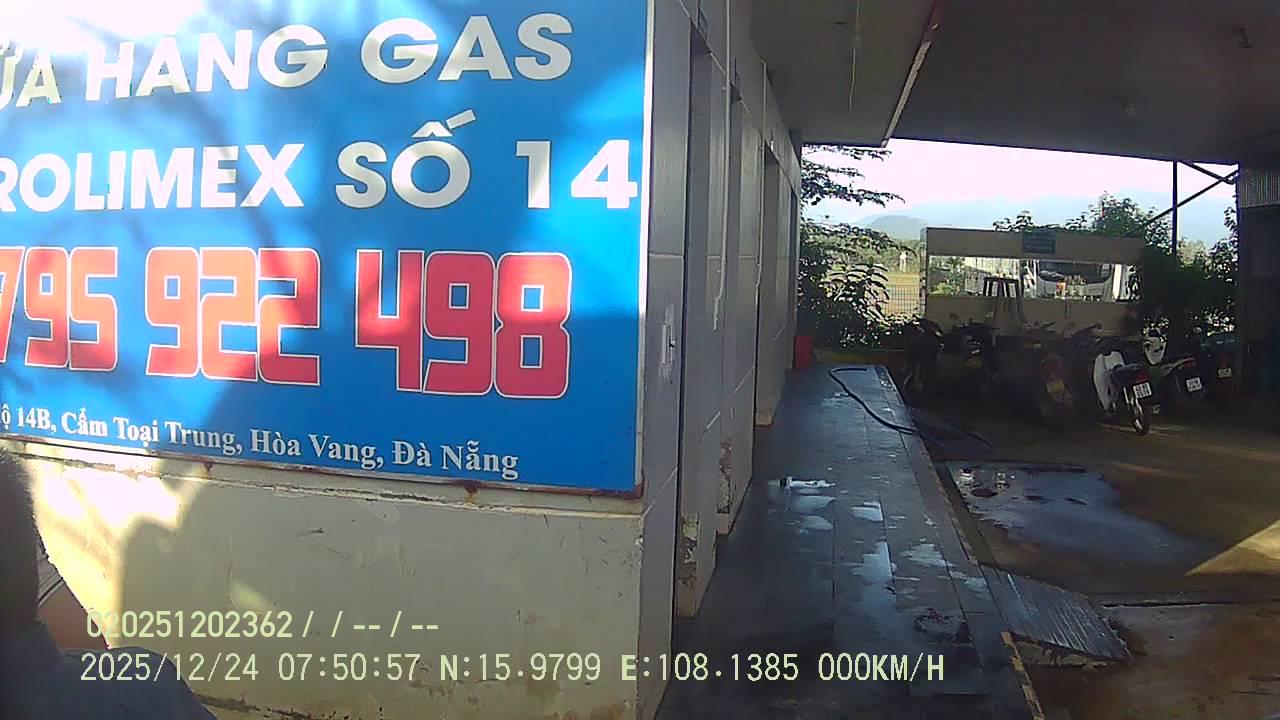 ỬA HÀNG GAS
ROLIMEX SỐ 14
795 922 498
ộ 14B, Cẩm Toại Trung, Hòa Vang, Đà Nẵng
020251202362 / / -- / --
2025/12/24 07:50:57 N:15.9799 E:108.1385 000KM/H